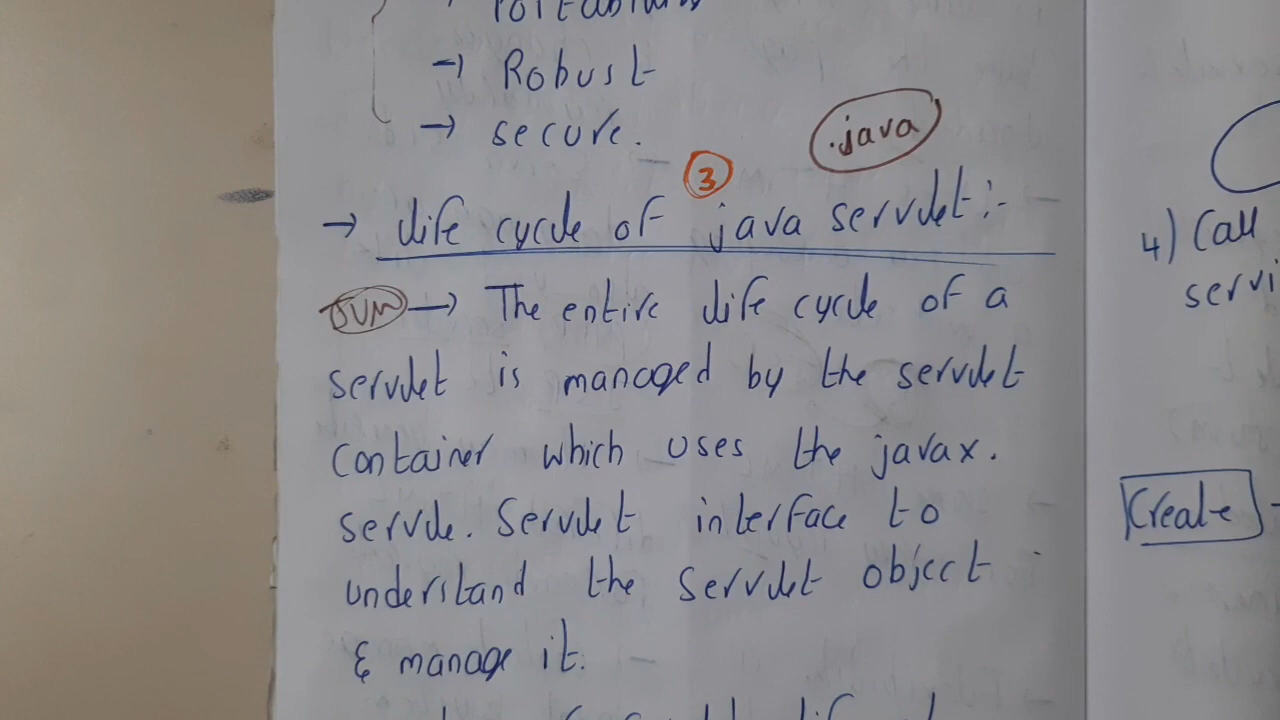 → Robust
→ secure.
.java
3
→ life cycle of java servlet :-
JVM → The entire life cycle of a
servlet is managed by the servlet
container which uses the javax.
servle. Servlet interface to
understand the servlet object
& manage it.
4) Call
servi
Create